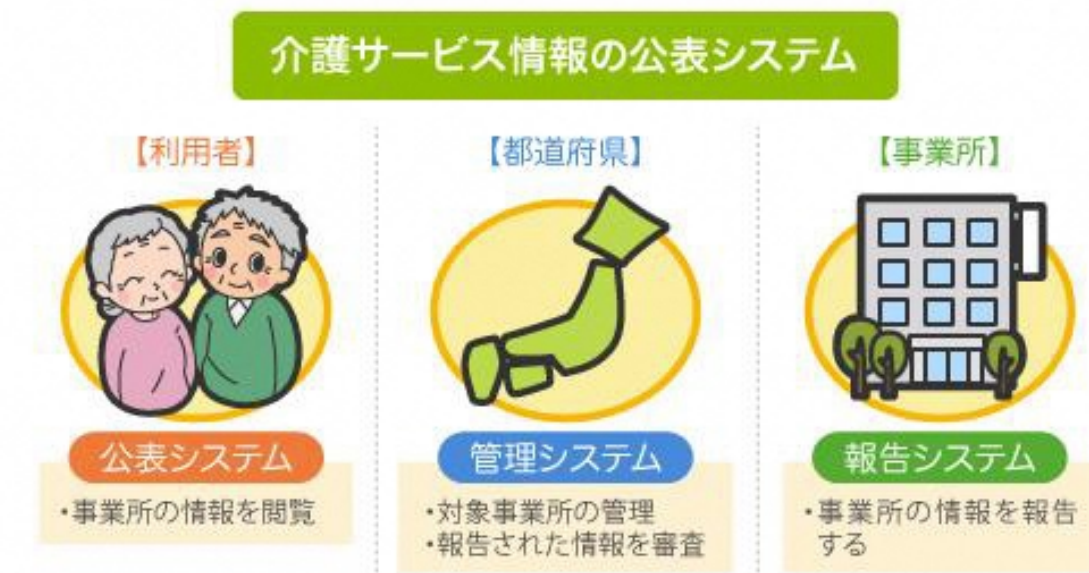 介護サービス情報の公表システム
【利用者】
公表システム
・事業所の情報を閲覧
【都道府県】
管理システム
・対象事業所の管理
・報告された情報を審査
【事業所】
報告システム
・事業所の情報を報告
する